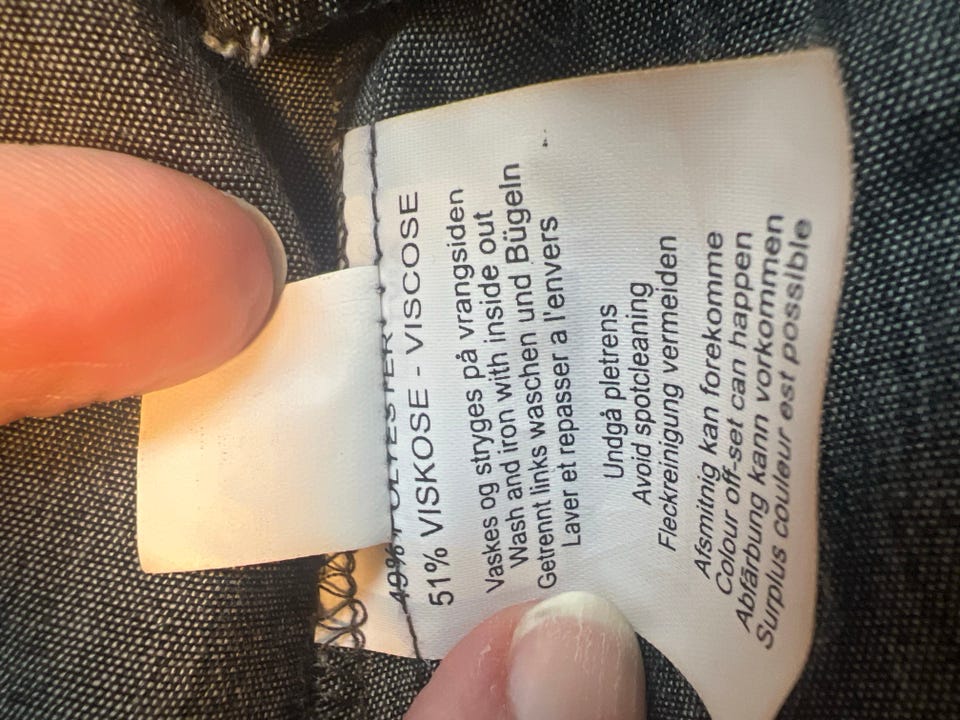 49% POLYESTER
51% VISKOSE - VISCOSE
Vaskes og stryges på vrangsiden
Wash and iron with inside out
Getrennt links waschen und Bügeln
Laver et repasser a l'envers
Undgå pletrens
Avoid spotcleaning
Fleckreinigung vermeiden
Afsmitnig kan forekomme
Colour off-set can happen
Abfärbung kann vorkommen
Surplus couleur est possible